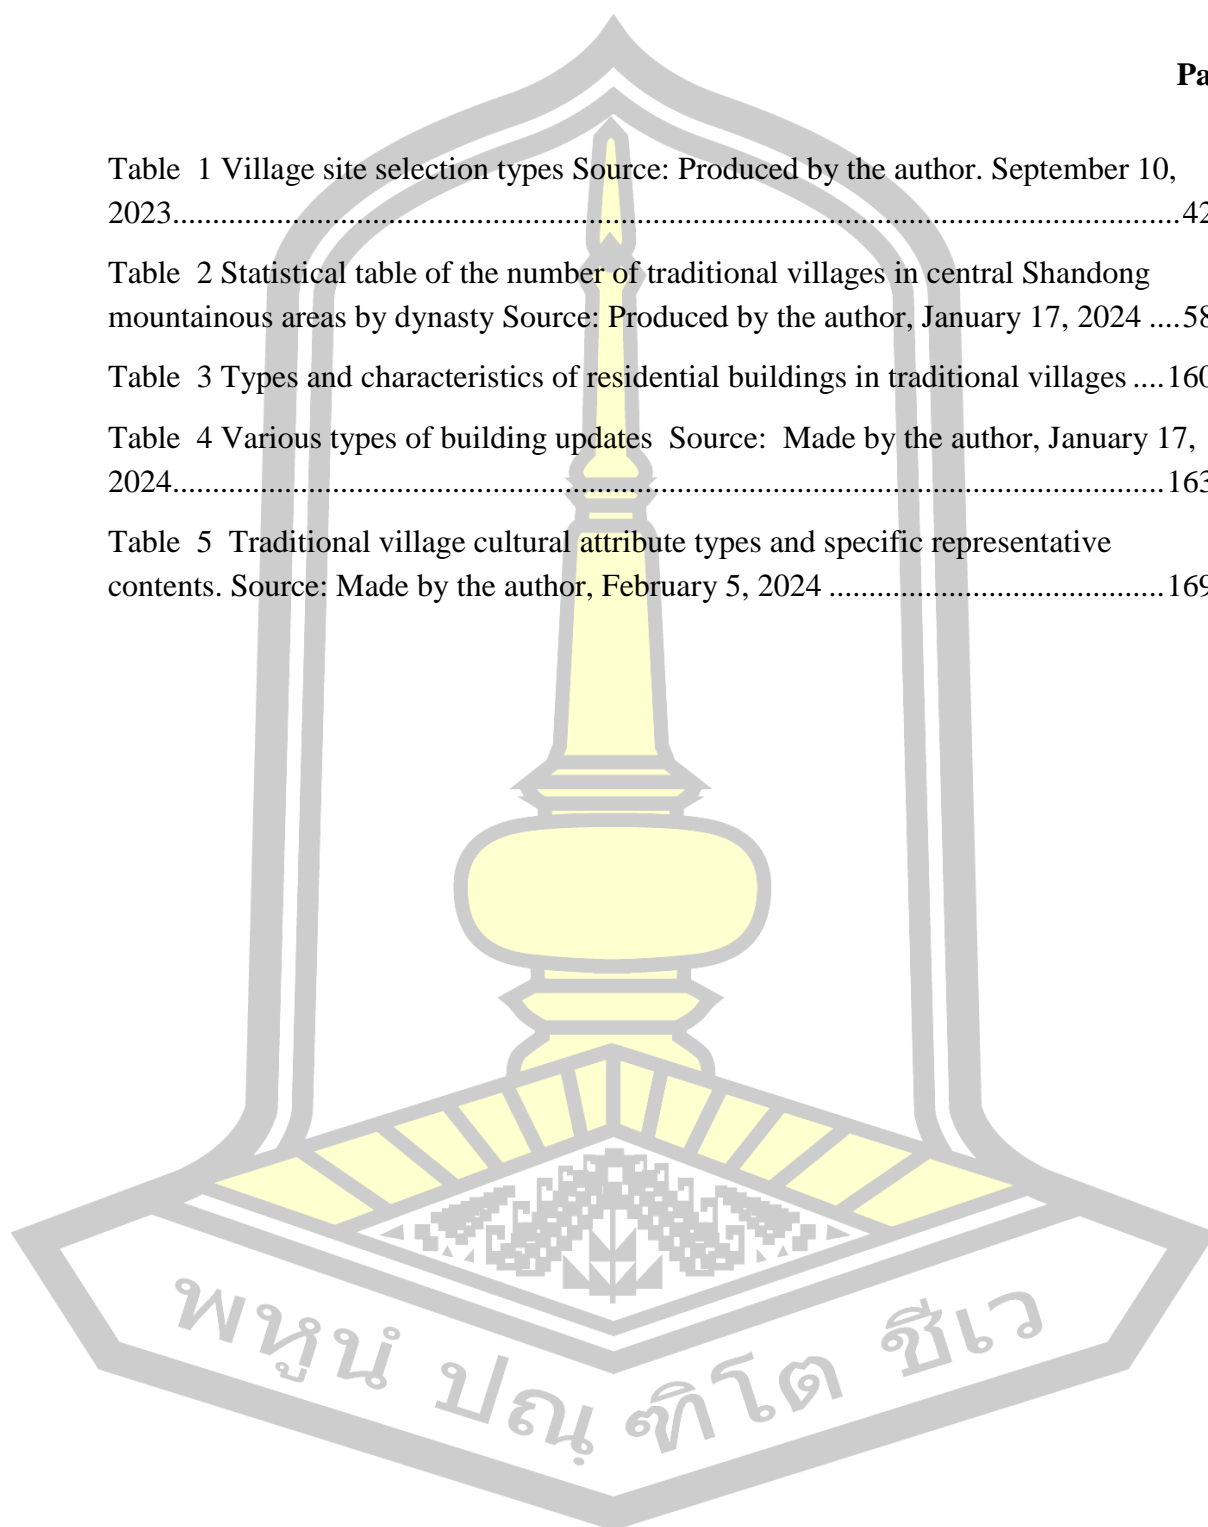 Pa
Table  1 Village site selection types Source: Produced by the author. September 10,
2023............................................................................................................................42
Table  2 Statistical table of the number of traditional villages in central Shandong
mountainous areas by dynasty Source: Produced by the author, January 17, 2024 ....58
Table  3 Types and characteristics of residential buildings in traditional villages ....160
Table  4 Various types of building updates  Source:  Made by the author, January 17,
2024..........................................................................................................................163
Table  5  Traditional village cultural attribute types and specific representative
contents. Source: Made by the author, February 5, 2024 .........................................169
พหูนํ ปณฺฑิโต ชีเว